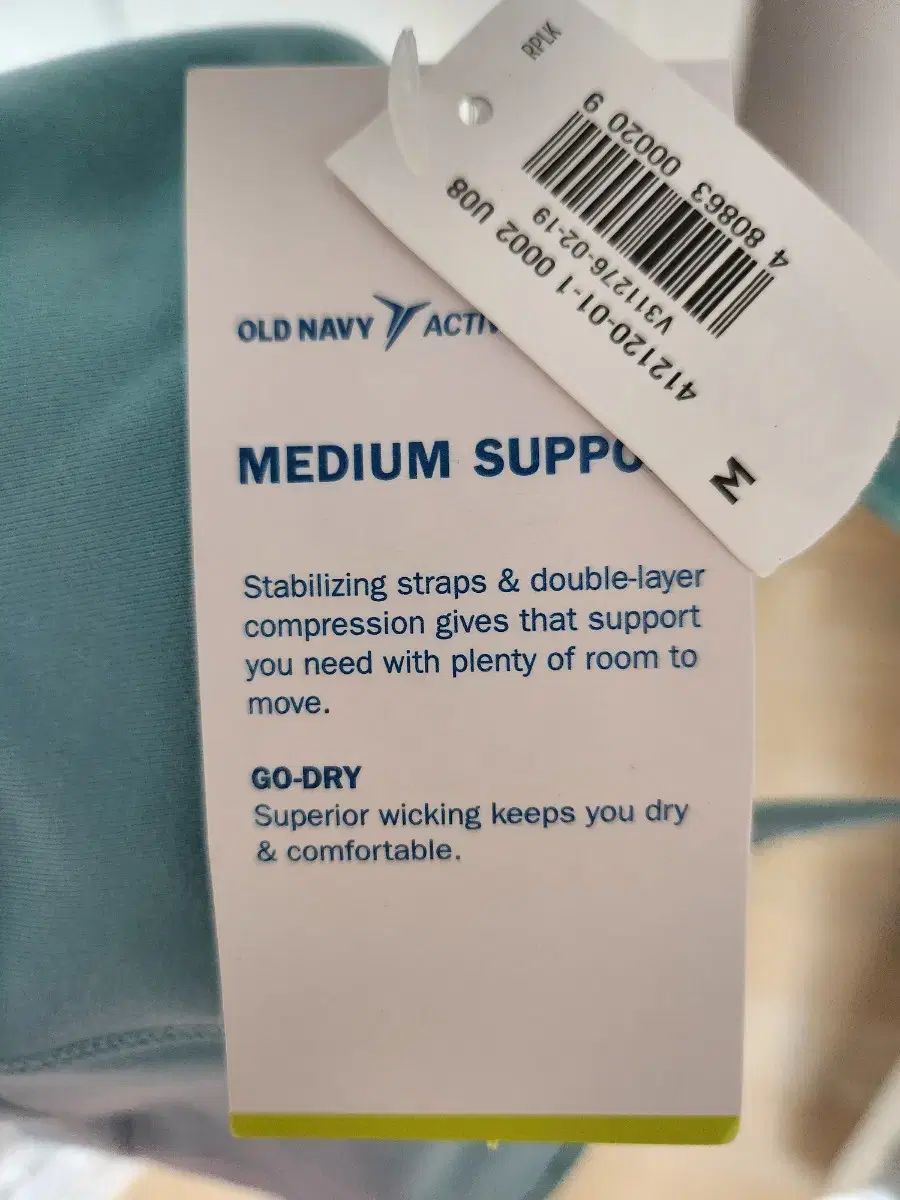 RPLK
4 80863 00020 9
V311276-02-19
412120-01-1 0002 U08
M
OLD NAVY ACTIV
MEDIUM SUPPO
Stabilizing straps & double-layer
compression gives that support
you need with plenty of room to
move.
GO-DRY
Superior wicking keeps you dry
& comfortable.